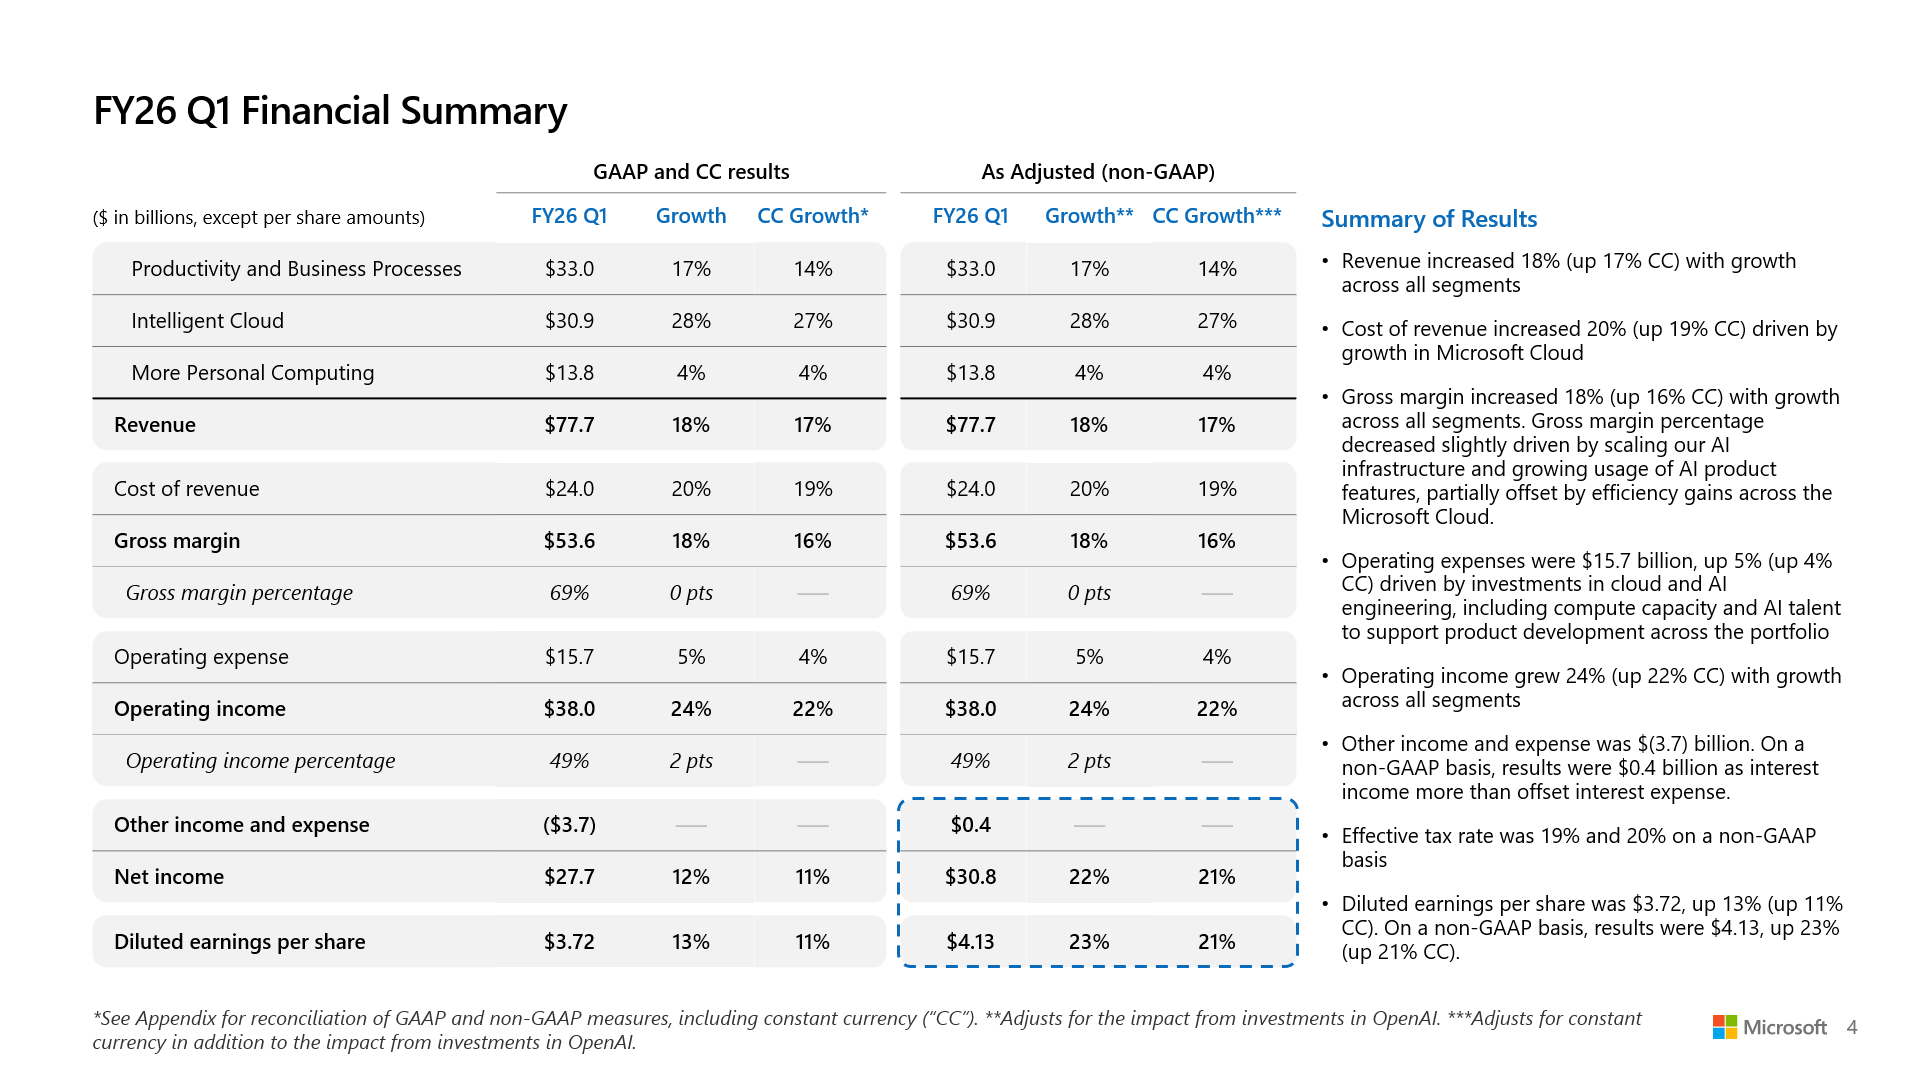 FY26 Q1 Financial Summary
GAAP and CC results
As Adjusted (non-GAAP)
($ in billions, except per share amounts) FY26 Q1 Growth CC Growth* FY26 Q1 Growth** CC Growth***
Productivity and Business Processes $33.0 17% 14% $33.0 17% 14%
Intelligent Cloud $30.9 28% 27% $30.9 28% 27%
More Personal Computing $13.8 4% 4% $13.8 4% 4%
Revenue $77.7 18% 17% $77.7 18% 17%
Cost of revenue $24.0 20% 19% $24.0 20% 19%
Gross margin $53.6 18% 16% $53.6 18% 16%
Gross margin percentage 69% 0 pts — 69% 0 pts —
Operating expense $15.7 5% 4% $15.7 5% 4%
Operating income $38.0 24% 22% $38.0 24% 22%
Operating income percentage 49% 2 pts — 49% 2 pts —
Other income and expense ($3.7) — — $0.4 — —
Net income $27.7 12% 11% $30.8 22% 21%
Diluted earnings per share $3.72 13% 11% $4.13 23% 21%
Summary of Results
• Revenue increased 18% (up 17% CC) with growth
across all segments
• Cost of revenue increased 20% (up 19% CC) driven by
growth in Microsoft Cloud
• Gross margin increased 18% (up 16% CC) with growth
across all segments. Gross margin percentage
decreased slightly driven by scaling our AI
infrastructure and growing usage of AI product
features, partially offset by efficiency gains across the
Microsoft Cloud.
• Operating expenses were $15.7 billion, up 5% (up 4%
CC) driven by investments in cloud and AI
engineering, including compute capacity and AI talent
to support product development across the portfolio
• Operating income grew 24% (up 22% CC) with growth
across all segments
• Other income and expense was $(3.7) billion. On a
non-GAAP basis, results were $0.4 billion as interest
income more than offset interest expense.
• Effective tax rate was 19% and 20% on a non-GAAP
basis
• Diluted earnings per share was $3.72, up 13% (up 11%
CC). On a non-GAAP basis, results were $4.13, up 23%
(up 21% CC).
*See Appendix for reconciliation of GAAP and non-GAAP measures, including constant currency (“CC”). **Adjusts for the impact from investments in OpenAI. ***Adjusts for constant
currency in addition to the impact from investments in OpenAI.
Microsoft 4